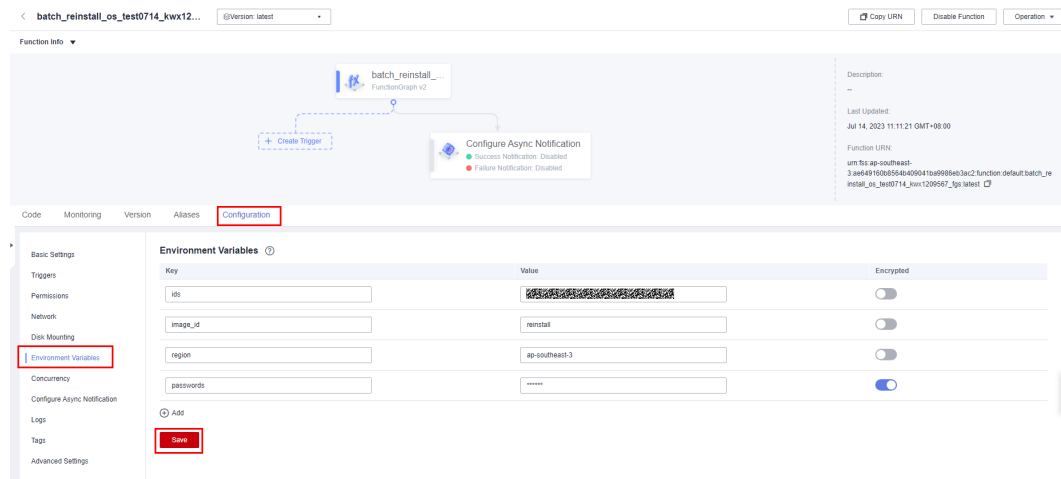 batch_reinstall_os_test0714_kwx12...
Version: latest
Copy URN
Disable Function
Operation
Function Info
batch_reinstall_...
FunctionGraph v2
Create Trigger
Configure Async Notification
Success Notification: Disabled
Failure Notification: Disabled
Description:
--
Last Updated:
Jul 14, 2023 11:11:21 GMT+08:00
Function URN:
urn:fss:ap-southeast-
3:ae649160b8564b409041ba9986eb3ac2:function:default:batch_re
install_os_test0714_kwx1209567_fgs:latest
Code Monitoring Version Aliases Configuration
Basic Settings
Triggers
Permissions
Network
Disk Mounting
Environment Variables
Concurrency
Configure Async Notification
Logs
Tags
Advanced Settings
Environment Variables
Key Value Encrypted
ids
image_id reinstall
region ap-southeast-3
passwords ******
Add
Save